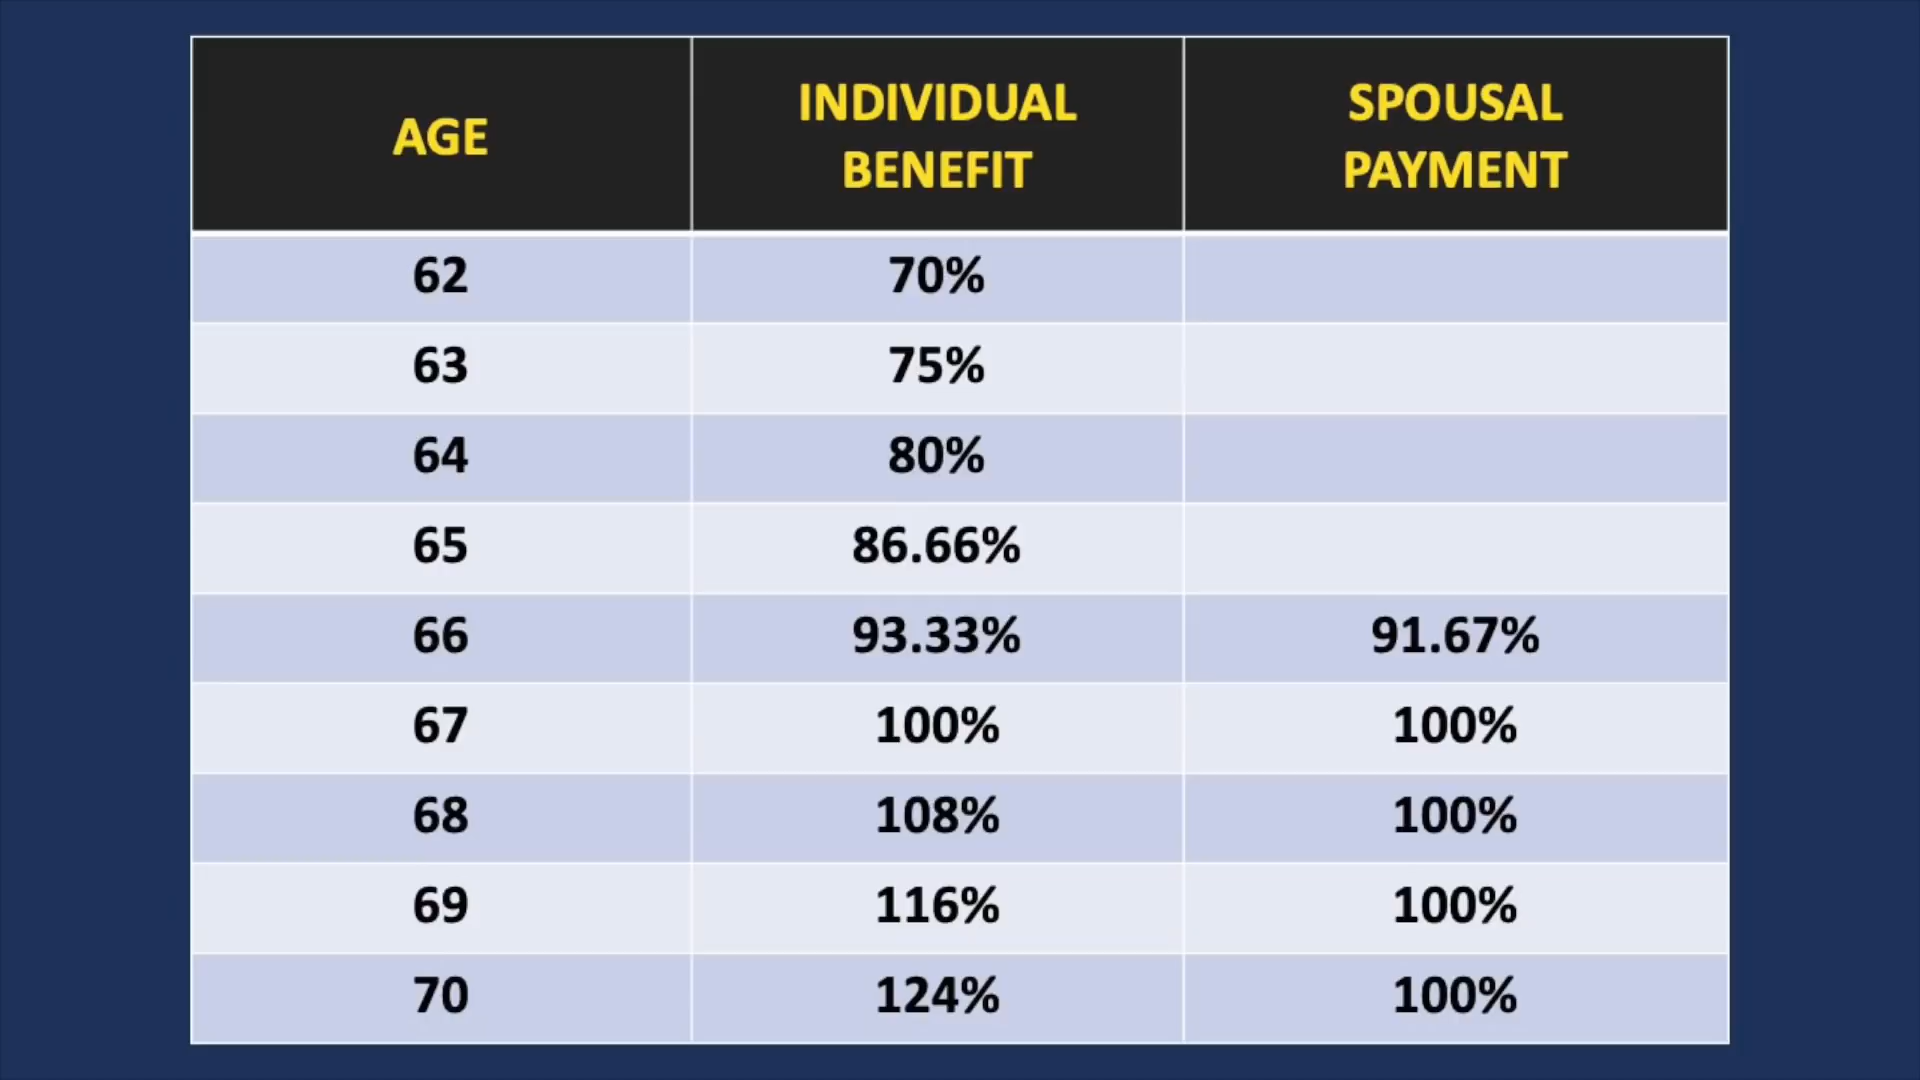 AGE
INDIVIDUAL
BENEFIT
SPOUSAL
PAYMENT
62 70%
63 75%
64 80%
65 86.66%
66 93.33% 91.67%
67 100% 100%
68 108% 100%
69 116% 100%
70 124% 100%